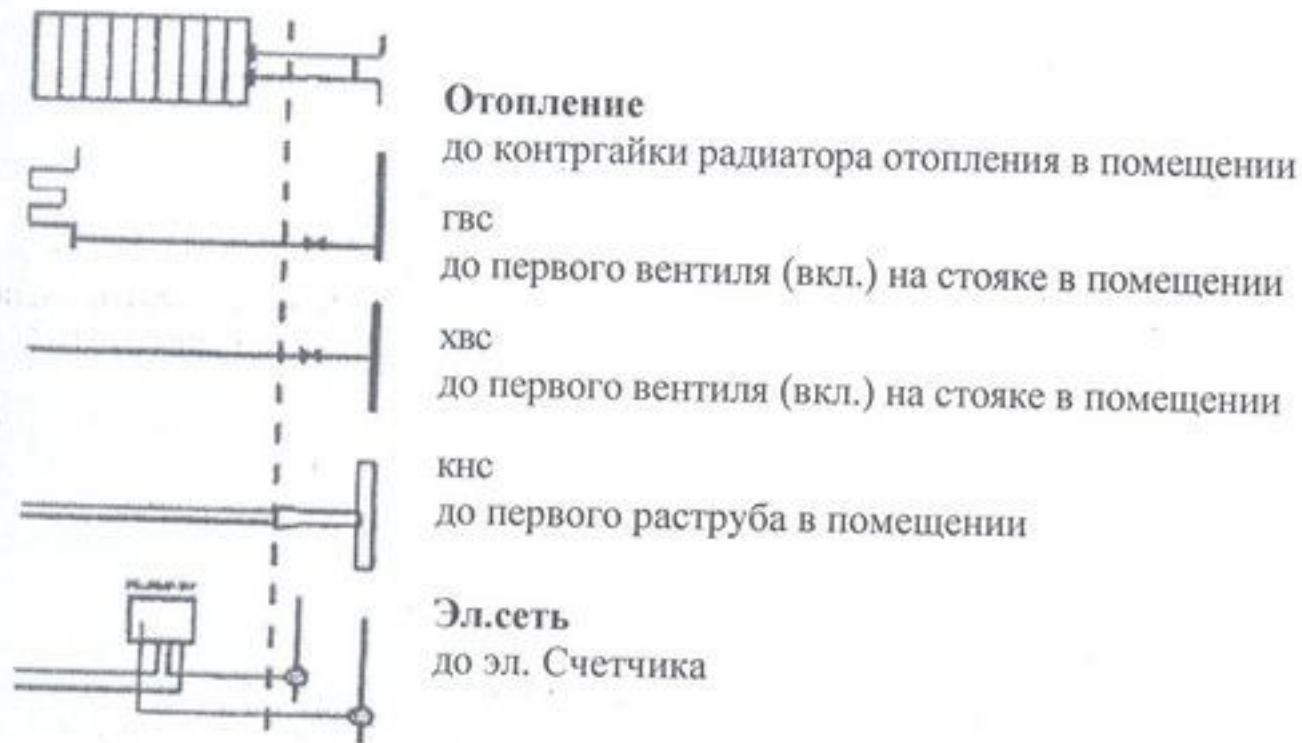 Отопление
до контргайки радиатора отопления в помещении
гвс
до первого вентиля (вкл.) на стояке в помещении
хвс
до первого вентиля (вкл.) на стояке в помещении
кнс
до первого раструба в помещении
Эл.сеть
до эл. Счетчика